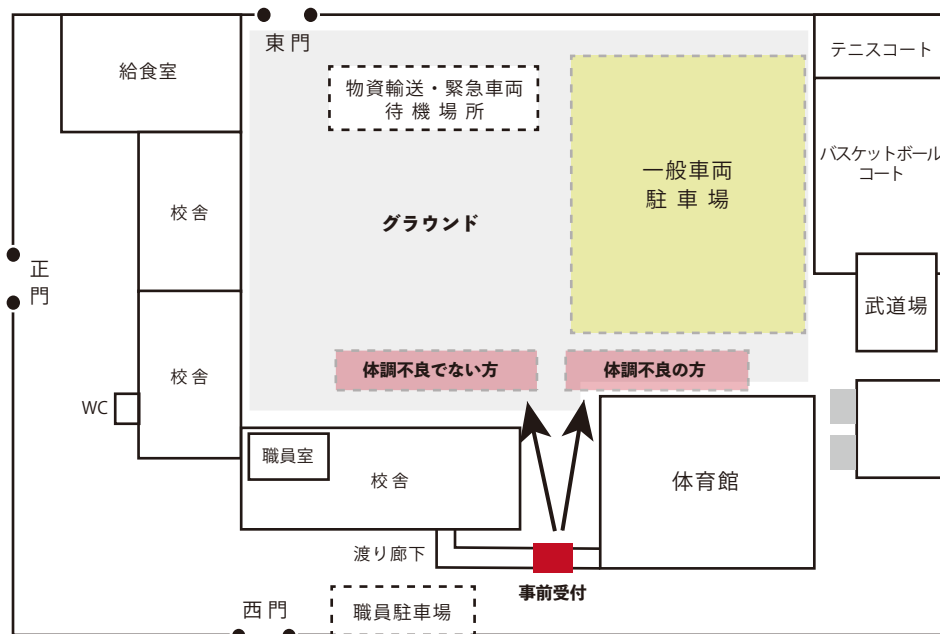 東門
給食室
テニスコート
物資輸送・緊急車両
待機場所
バスケットボール
コート
一般車両
駐車場
校舎
グラウンド
正
門
武道場
体調不良でない方
体調不良の方
校舎
WC
職員室
校舎
体育館
渡り廊下
事前受付
西門
職員駐車場